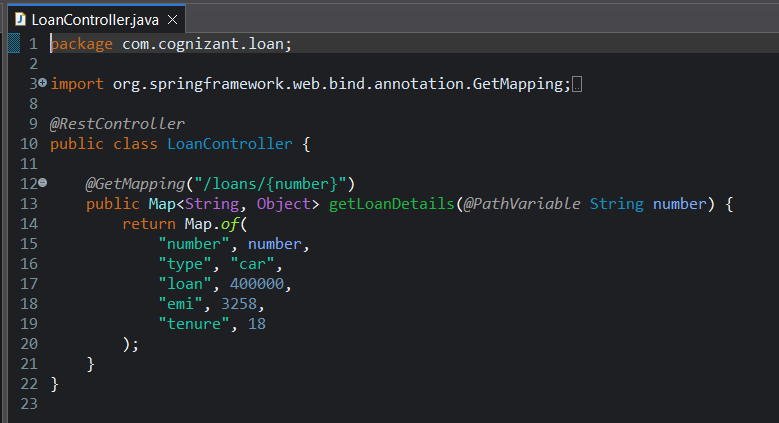 LoanController.java
1 package com.cognizant.loan;
2
3 import org.springframework.web.bind.annotation.GetMapping;
8
9 @RestController
10 public class LoanController {
11
12     @GetMapping("/loans/{number}")
13     public Map<String, Object> getLoanDetails(@PathVariable String number) {
14         return Map.of(
15             "number", number,
16             "type", "car",
17             "loan", 400000,
18             "emi", 3258,
19             "tenure", 18
20         );
21     }
22 }
23